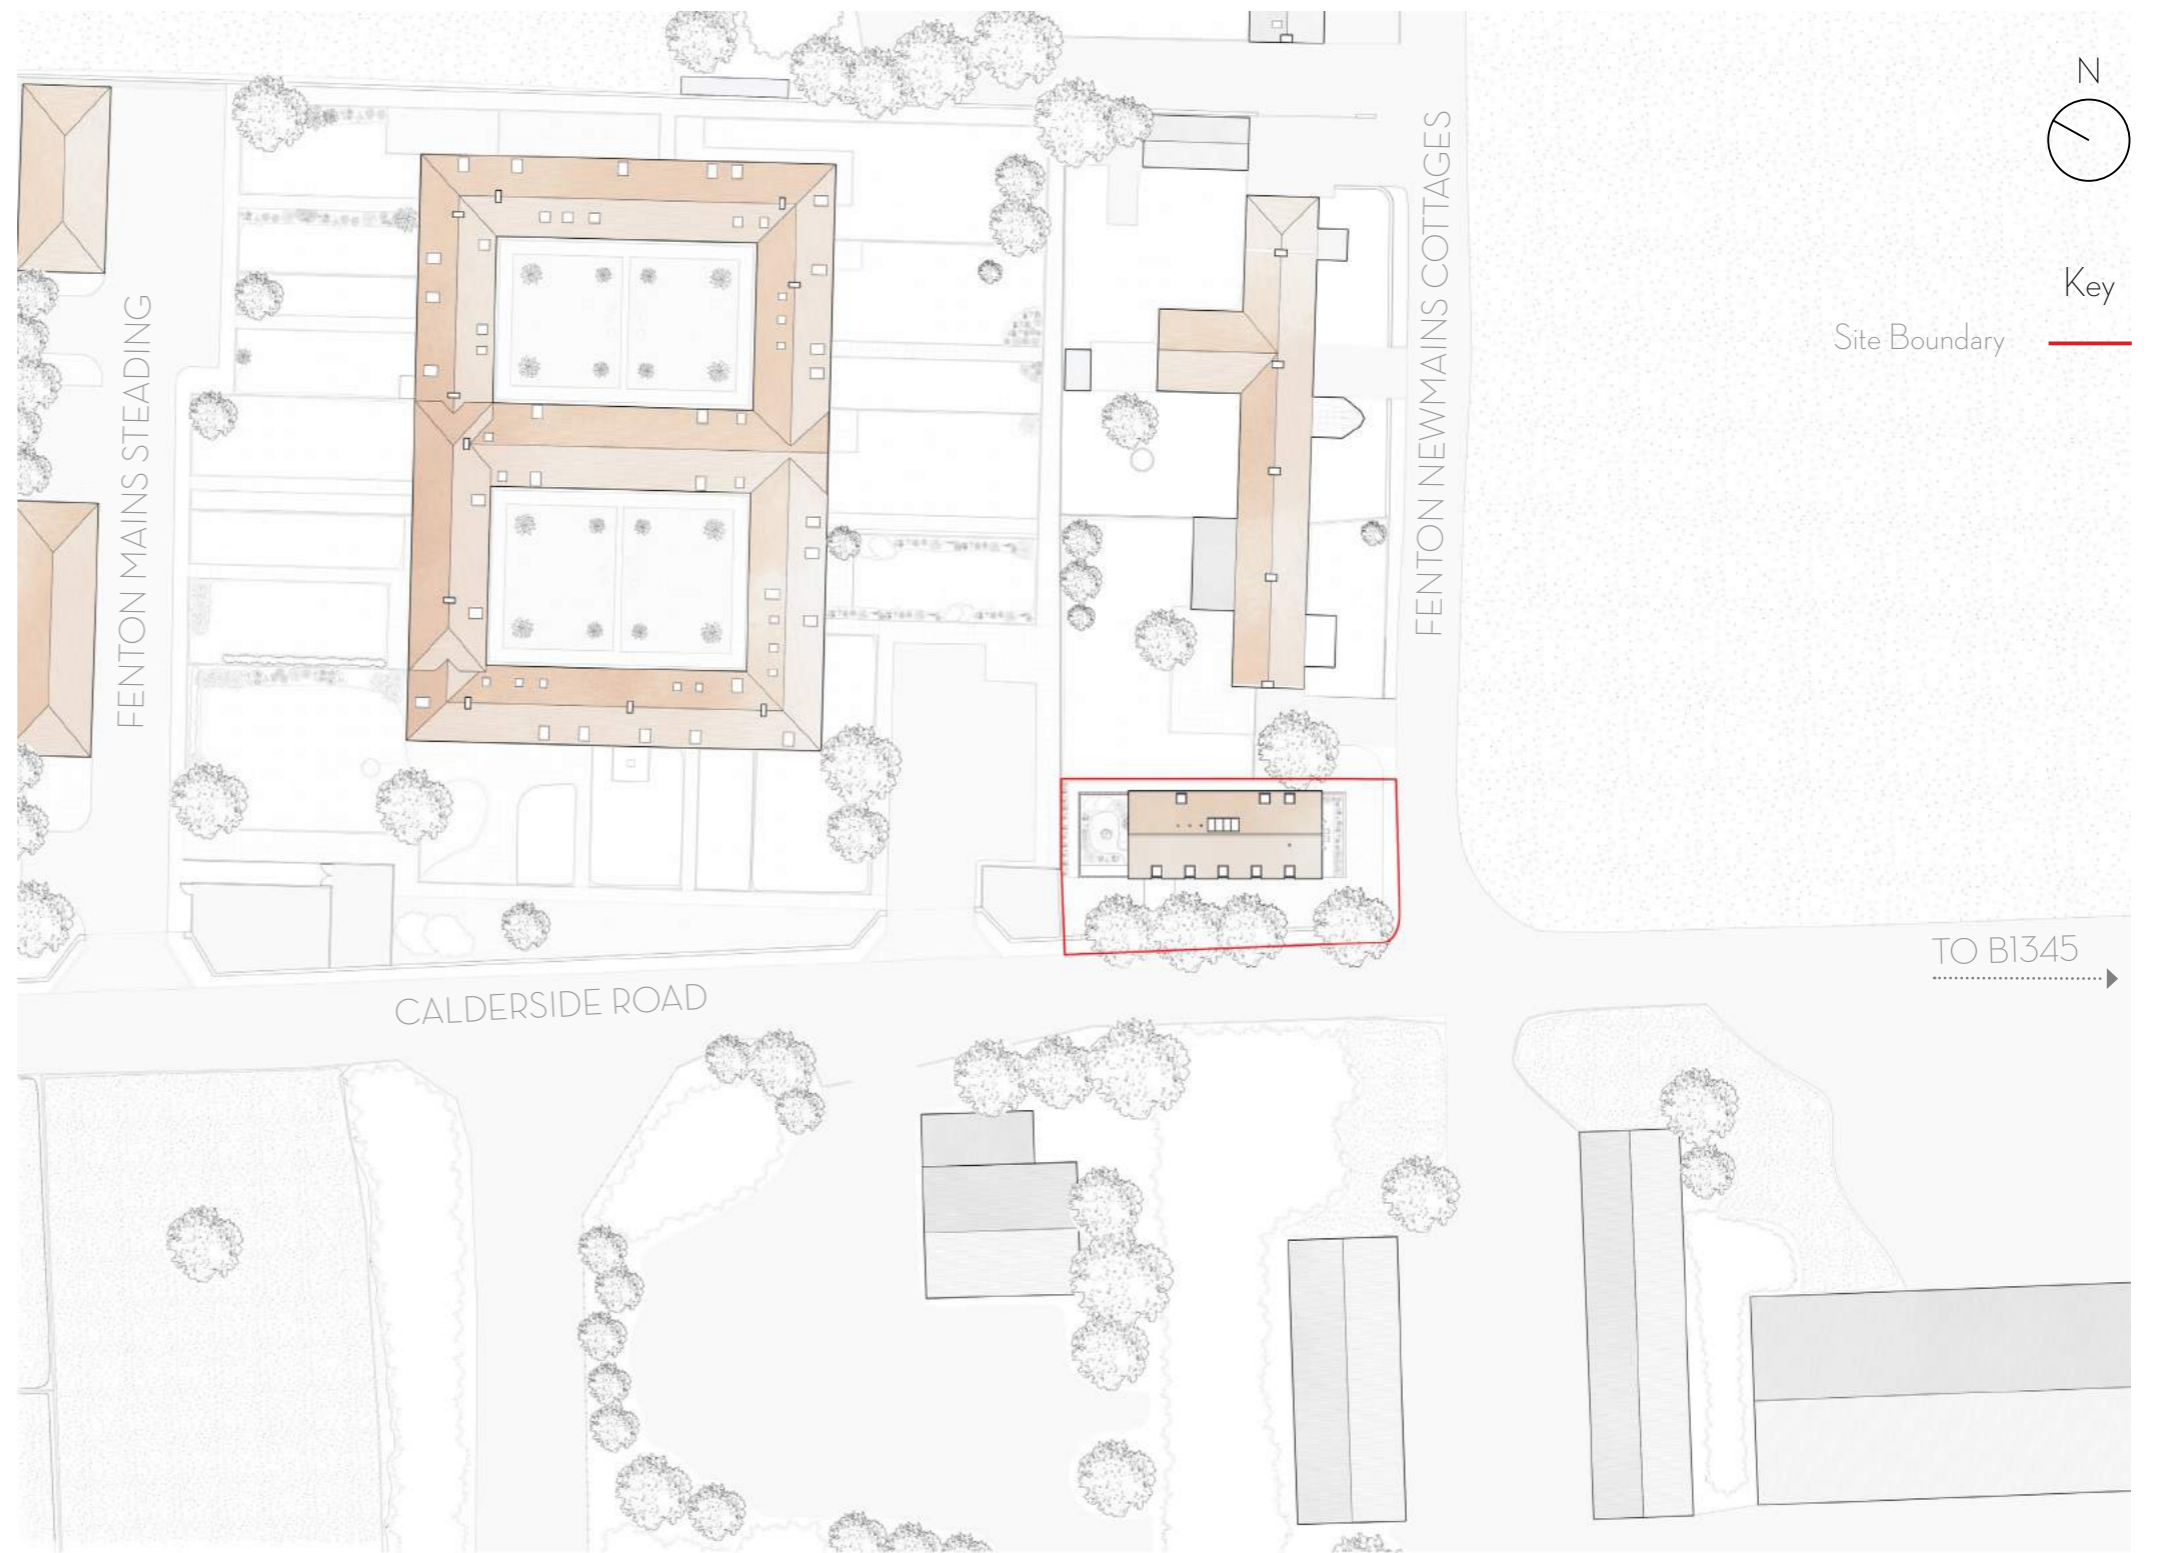 N
Key
Site Boundary
FENTON MAINS STEADING
FENTON NEWMAINS COTTAGES
TO B1345
CALDERSIDE ROAD